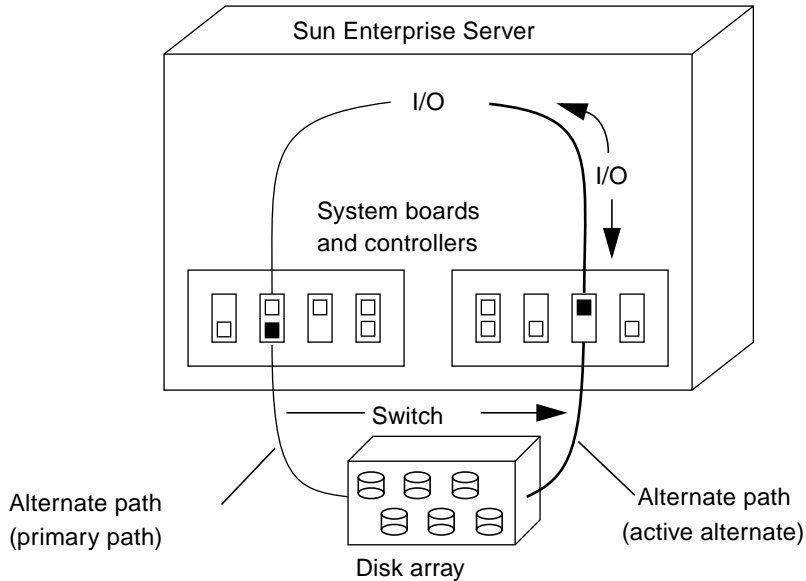 Sun Enterprise Server
I/O
I/O
System boards
and controllers
Switch
Alternate path
(primary path)
Alternate path
(active alternate)
Disk array